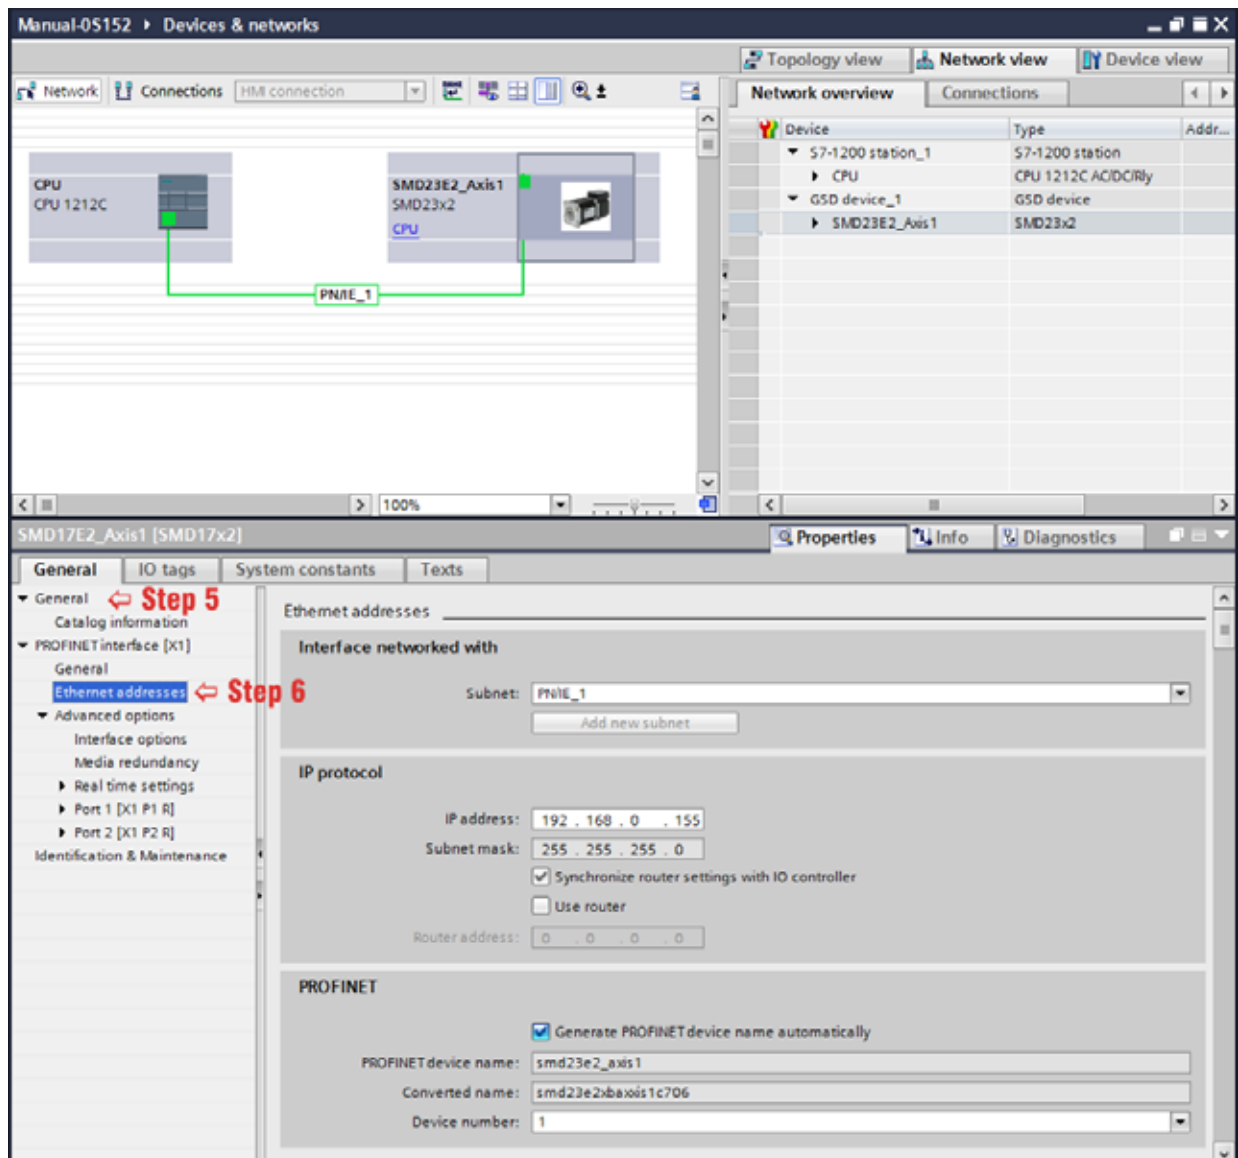 Manual-0S152 ▸ Devices & networks
Topology view Network view Device view
Network Connections HMI connection
Network overview Connections
Device Type Addr...
S7-1200 station_1 S7-1200 station
CPU CPU 1212C AC/DC/Rly
GSD device_1 GSD device
SMD23E2_Axis1 SMD23x2
CPU
CPU 1212C
SMD23E2_Axis1
SMD23x2
CPU
PN/IE_1
100%
SMD17E2_Axis1 [SMD17x2]
Properties Info Diagnostics
General IO tags System constants Texts
General Step 5
Catalog information
PROFINET interface [X1]
General
Ethernet addresses Step 6
Advanced options
Interface options
Media redundancy
Real time settings
Port 1 [X1 P1 R]
Port 2 [X1 P2 R]
Identification & Maintenance
Ethernet addresses
Interface networked with
Subnet: PN/IE_1
Add new subnet
IP protocol
IP address: 192 . 168 . 0 . 155
Subnet mask: 255 . 255 . 255 . 0
Synchronize router settings with IO controller
Use router
Router address: 0 . 0 . 0 . 0
PROFINET
Generate PROFINET device name automatically
PROFINET device name: smd23e2_axis1
Converted name: smd23e2xbaxxis1c706
Device number: 1